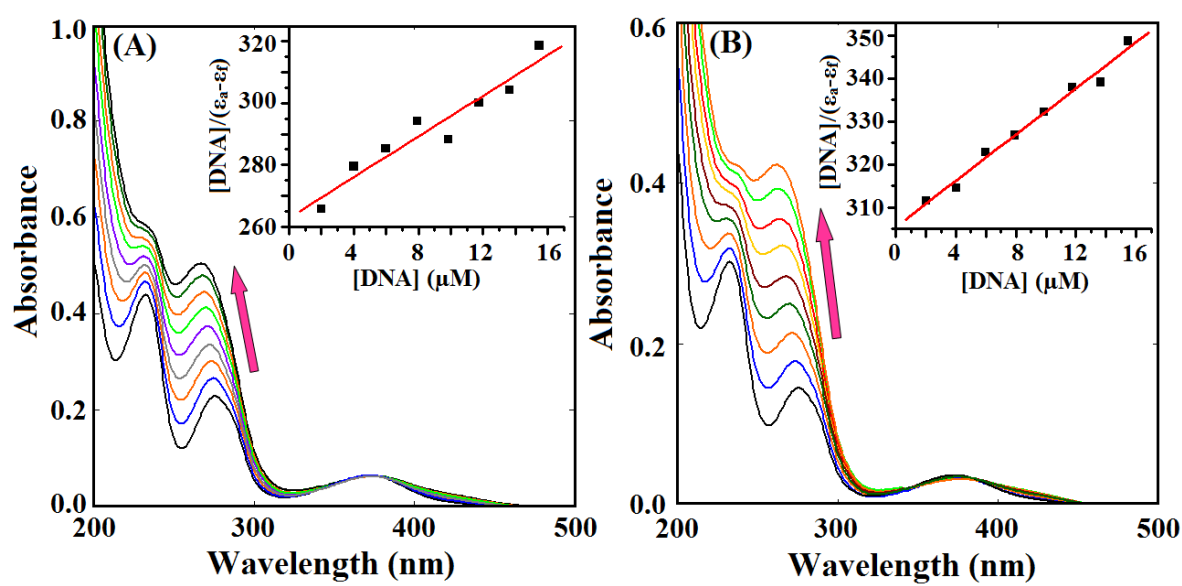 (A)
1.0
0.8
0.6
0.4
0.2
0.0
Absorbance
200 300 400 500
Wavelength (nm)
320
300
280
260
[DNA]/(εa-εf)
0 4 8 12 16
[DNA] (µM)
(B)
0.6
0.4
0.2
0.0
Absorbance
200 300 400 500
Wavelength (nm)
350
340
330
320
310
[DNA]/(εa-εf)
0 4 8 12 16
[DNA] (µM)